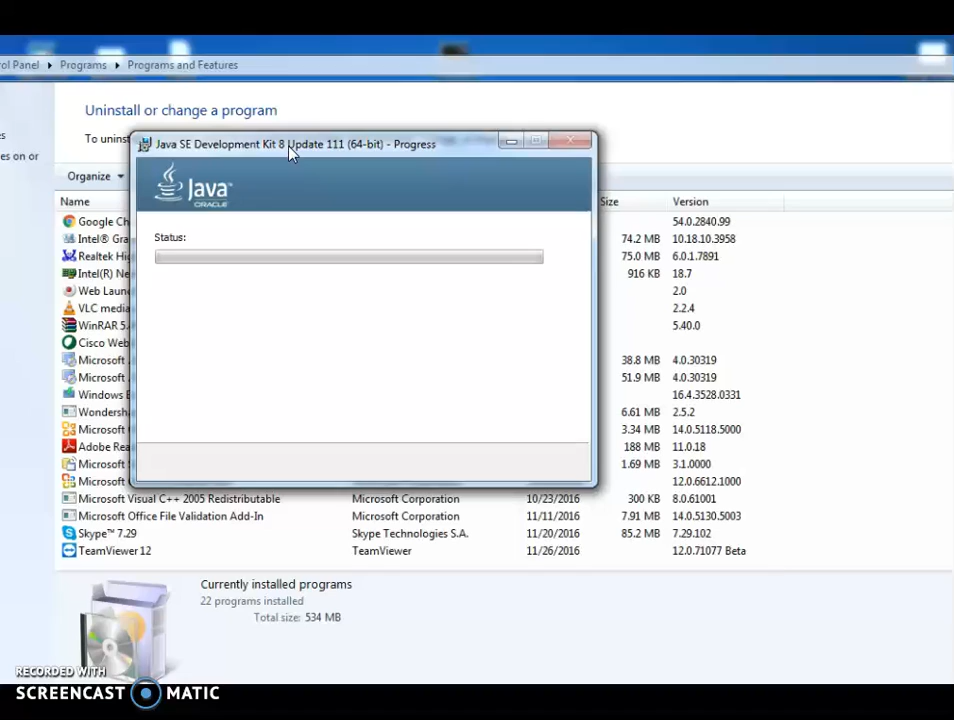 ol Panel ▸ Programs ▸ Programs and Features
Uninstall or change a program
To unins
es on or
Organize
Java SE Development Kit 8 Update 111 (64-bit) - Progress
Java™
ORACLE
Status:
Name Size Version
Google Ch 54.0.2840.99
Intel® Gra 74.2 MB 10.18.10.3958
Realtek Hig 75.0 MB 6.0.1.7891
Intel(R) Ne 916 KB 18.7
Web Laun 2.0
VLC media 2.2.4
WinRAR 5. 5.40.0
Cisco Web
Microsoft 38.8 MB 4.0.30319
Microsoft 51.9 MB 4.0.30319
Windows 16.4.3528.0331
Wondersh 6.61 MB 2.5.2
Microsoft 3.34 MB 14.0.5118.5000
Adobe Rea 188 MB 11.0.18
Microsoft 1.69 MB 3.1.0000
Microsoft 12.0.6612.1000
Microsoft Visual C++ 2005 Redistributable Microsoft Corporation 10/23/2016 300 KB 8.0.61001
Microsoft Office File Validation Add-In Microsoft Corporation 11/11/2016 7.91 MB 14.0.5130.5003
Skype™ 7.29 Skype Technologies S.A. 11/20/2016 85.2 MB 7.29.102
TeamViewer 12 TeamViewer 11/26/2016 12.0.71077 Beta
Currently installed programs
22 programs installed
Total size: 534 MB
RECORDED WITH
SCREENCAST MATIC